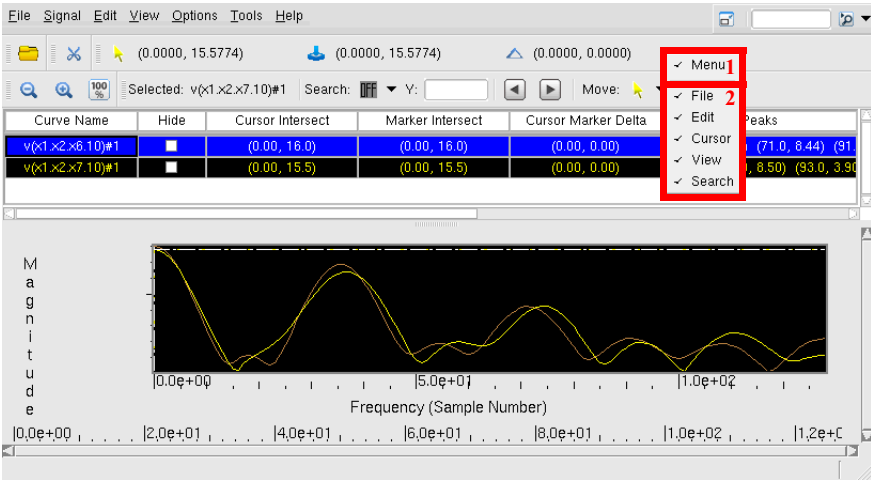 File Signal Edit View Options Tools Help
(0.0000, 15.5774) (0.0000, 15.5774) (0.0000, 0.0000)
Menu 1
100 %
Selected: v(x1.x2.x7.10)#1 Search: OFF Y: Move:
File 2
Edit
Cursor
View
Search
Curve Name Hide Cursor Intersect Marker Intersect Cursor Marker Delta Peaks
v(x1.x2.x6.10)#1 (0.00, 16.0) (0.00, 16.0) (0.00, 0.00) (71.0, 8.44) (91.
v(x1.x2.x7.10)#1 (0.00, 15.5) (0.00, 15.5) (0.00, 0.00) , 8.50) (93.0, 3.90
Magnitude
0.0e+00 5.0e+01 1.0e+02
Frequency (Sample Number)
0.0e+00 2.0e+01 4.0e+01 6.0e+01 8.0e+01 1.0e+02 1.2e+0